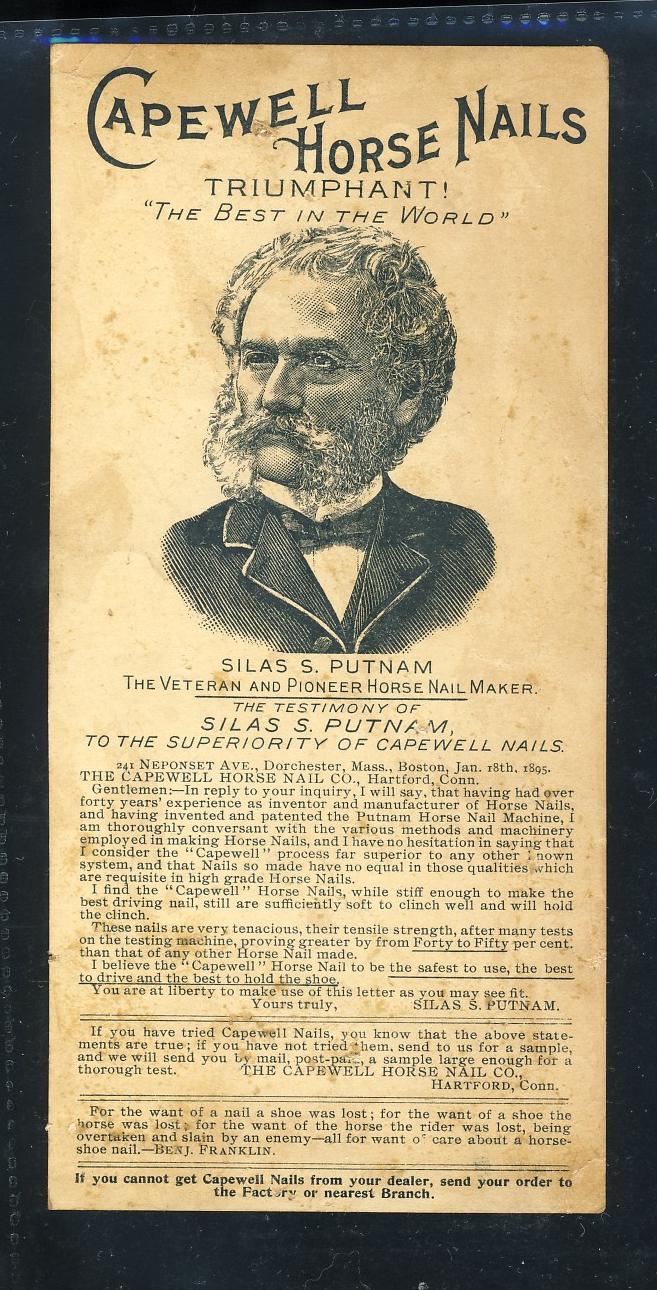 CAPEWELL
HORSE NAILS
TRIUMPHANT!
"THE BEST IN THE WORLD"
SILAS S. PUTNAM
THE VETERAN AND PIONEER HORSE NAIL MAKER.
THE TESTIMONY OF
SILAS S. PUTNAM,
TO THE SUPERIORITY OF CAPEWELL NAILS.
241 NEPONSET AVE., Dorchester, Mass., Boston, Jan. 18th, 1895.
THE CAPEWELL HORSE NAIL CO., Hartford, Conn.
Gentlemen:—In reply to your inquiry, I will say, that having had over
forty years' experience as inventor and manufacturer of Horse Nails,
and having invented and patented the Putnam Horse Nail Machine, I
am thoroughly conversant with the various methods and machinery
employed in making Horse Nails, and I have no hesitation in saying that
I consider the "Capewell" process far superior to any other known
system, and that Nails so made have no equal in those qualities which
are requisite in high grade Horse Nails.
I find the "Capewell" Horse Nails, while stiff enough to make the
best driving nail, still are sufficiently soft to clinch well and will hold
the clinch.
These nails are very tenacious, their tensile strength, after many tests
on the testing machine, proving greater by from Forty to Fifty per cent.
than that of any other Horse Nail made.
I believe the "Capewell" Horse Nail to be the safest to use, the best
to drive and the best to hold the shoe.
You are at liberty to make use of this letter as you may see fit.
Yours truly, SILAS S. PUTNAM.
If you have tried Capewell Nails, you know that the above state-
ments are true; if you have not tried them, send to us for a sample,
and we will send you by mail, post-paid, a sample large enough for a
thorough test. THE CAPEWELL HORSE NAIL CO.,
HARTFORD, Conn.
For the want of a nail a shoe was lost; for the want of a shoe the
horse was lost; for the want of the horse the rider was lost, being
overtaken and slain by an enemy—all for want of care about a horse-
shoe nail.—BENJ. FRANKLIN.
If you cannot get Capewell Nails from your dealer, send your order to
the Factory or nearest Branch.